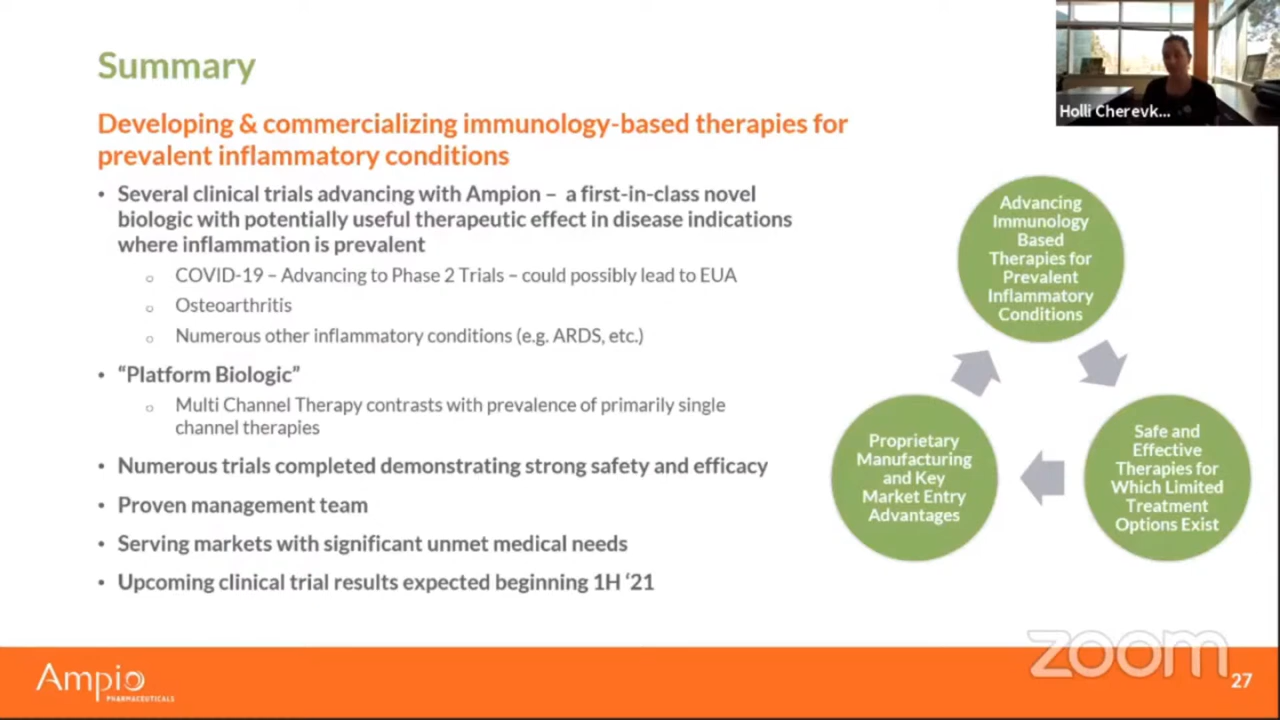 Summary
Holli Cherevk...
Developing & commercializing immunology-based therapies for
prevalent inflammatory conditions
• Several clinical trials advancing with Ampion – a first-in-class novel
biologic with potentially useful therapeutic effect in disease indications
where inflammation is prevalent
○ COVID-19 – Advancing to Phase 2 Trials – could possibly lead to EUA
○ Osteoarthritis
○ Numerous other inflammatory conditions (e.g. ARDS, etc.)
• “Platform Biologic”
○ Multi Channel Therapy contrasts with prevalence of primarily single
channel therapies
• Numerous trials completed demonstrating strong safety and efficacy
• Proven management team
• Serving markets with significant unmet medical needs
• Upcoming clinical trial results expected beginning 1H ‘21
Advancing
Immunology
Based
Therapies for
Prevalent
Inflammatory
Conditions
Safe and
Effective
Therapies for
Which Limited
Treatment
Options Exist
Proprietary
Manufacturing
and Key
Market Entry
Advantages
zoom
Ampio
PHARMACEUTICALS
27